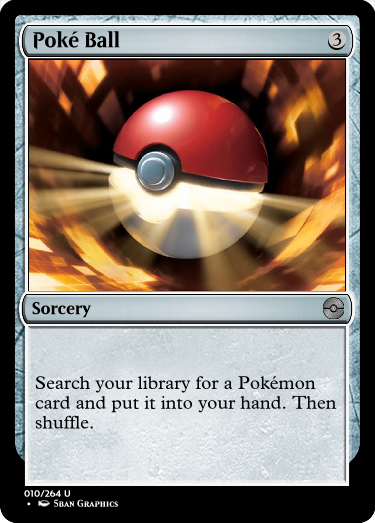 Poké Ball 3
Sorcery
Search your library for a Pokémon
card and put it into your hand. Then
shuffle.
010/264 U
• Sban Graphics